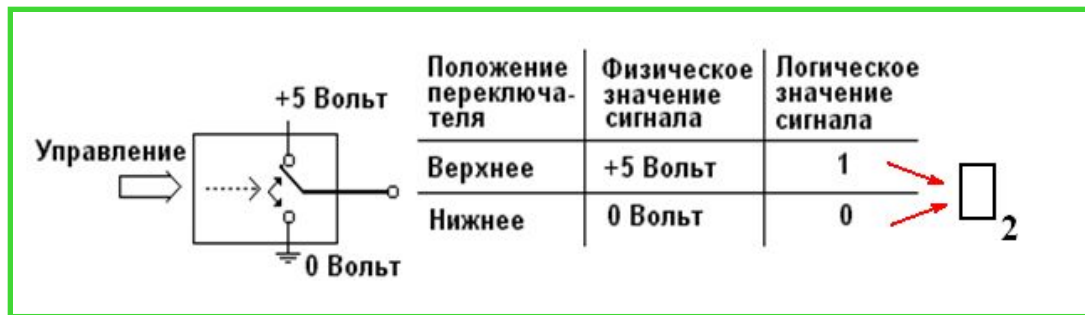 +5 Вольт
Управление
0 Вольт
Положение Физическое Логическое
переключа- значение значение
теля сигнала сигнала
Верхнее +5 Вольт 1
Нижнее 0 Вольт 0
2